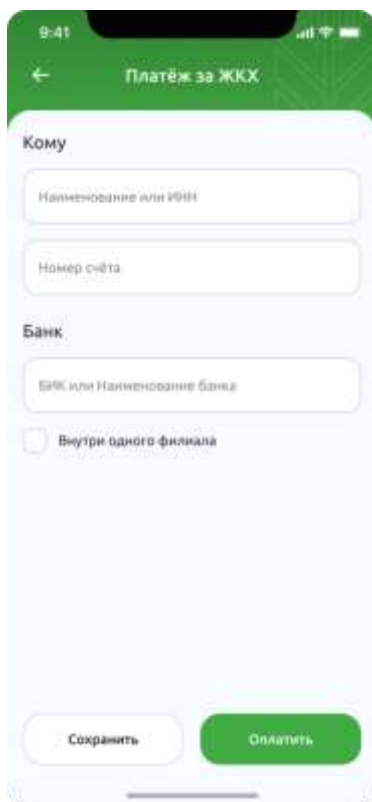 9:41
Платёж за ЖКХ
Кому
Наименование или ИНН
Номер счёта
Банк
БИК или Наименование банка
Внутри одного филиала
Сохранить
Оплатить